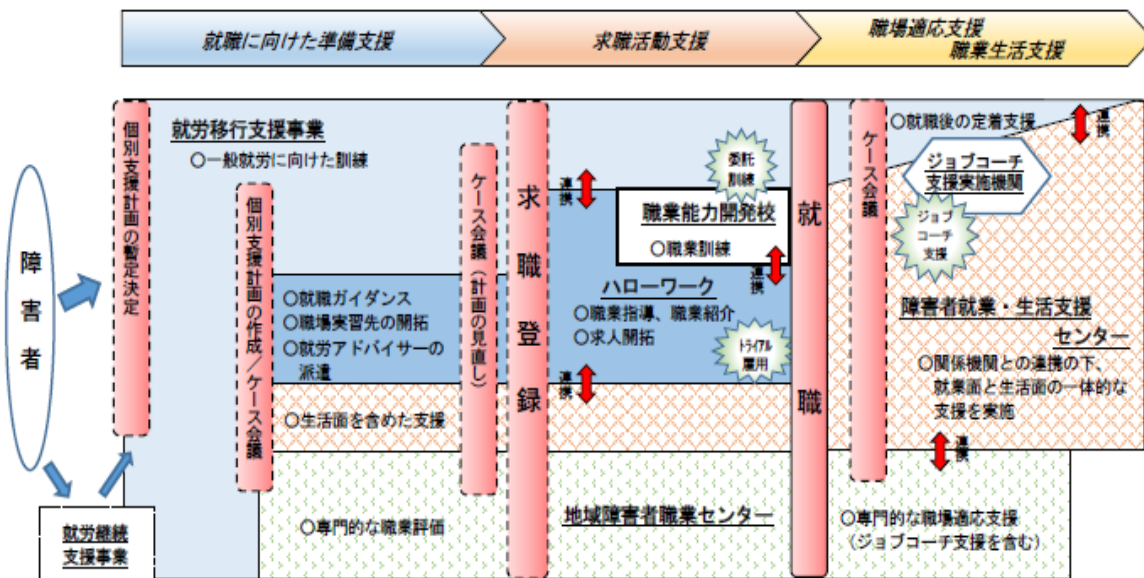 就職に向けた準備支援
求職活動支援
職場適応支援
職業生活支援
障害者
就労継続
支援事業
個別支援計画の暫定決定
就労移行支援事業
○一般就労に向けた訓練
個別支援計画の作成／ケース会議
○就職ガイダンス
○職場実習先の開拓
○就労アドバイザーの
派遣
○生活面を含めた支援
○専門的な職業評価
ケース会議（計画の見直し）
求職登録
連携
委託
訓練
職業能力開発校
○職業訓練
連携
ハローワーク
○職業指導、職業紹介
○求人開拓
トライアル
雇用
連携
地域障害者職業センター
就職
ケース会議
○就職後の定着支援
連携
ジョブコーチ
支援実施機関
ジョブ
コーチ
支援
障害者就業・生活支援
センター
○関係機関との連携の下、
就業面と生活面の一体的な
支援を実施
連携
○専門的な職場適応支援
（ジョブコーチ支援を含む）